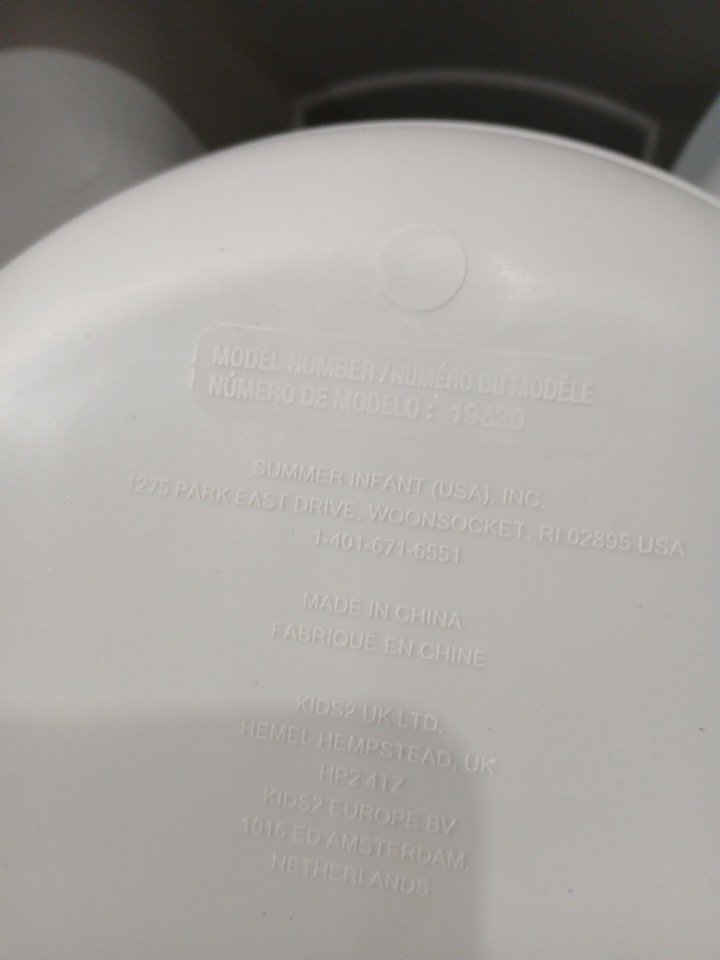 MODEL NUMBER/NUMÉRO DU MODÈLE
NÚMERO DE MODELO: 19620
SUMMER INFANT (USA), INC.
1275 PARK EAST DRIVE, WOONSOCKET, RI 02895 USA
1-401-671-6551
MADE IN CHINA
FABRIQUÉ EN CHINE
KIDS2 UK LTD.
HEMEL HEMPSTEAD, UK
HP2 4TZ
KIDS2 EUROPE BV
1016 ED AMSTERDAM,
NETHERLANDS